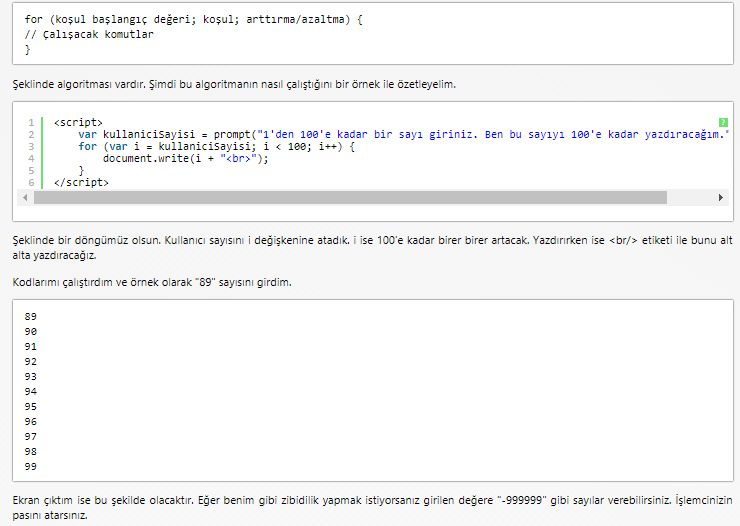 for (koşul başlangıç değeri; koşul; arttırma/azaltma) {
// Çalışacak komutlar
}
Şeklinde algoritması vardır. Şimdi bu algoritmanın nasıl çalıştığını bir örnek ile özetleyelim.
1 <script>
2 var kullaniciSayisi = prompt("1'den 100'e kadar bir sayı giriniz. Ben bu sayıyı 100'e kadar yazdıracağım."
3 for (var i = kullaniciSayisi; i < 100; i++) {
4 document.write(i + "<br>");
5 }
6 </script>
?
Şeklinde bir döngümüz olsun. Kullanıcı sayısını i değişkenine atadık. i ise 100'e kadar birer birer artacak. Yazdırırken ise <br/> etiketi ile bunu alt
alta yazdıracağız.
Kodlarımı çalıştırdım ve örnek olarak "89" sayısını girdim.
89
90
91
92
93
94
95
96
97
98
99
Ekran çıktım ise bu şekilde olacaktır. Eğer benim gibi zibidilik yapmak istiyorsanız girilen değere "-999999" gibi sayılar verebilirsiniz. İşlemcinizin
pasını atarsınız.